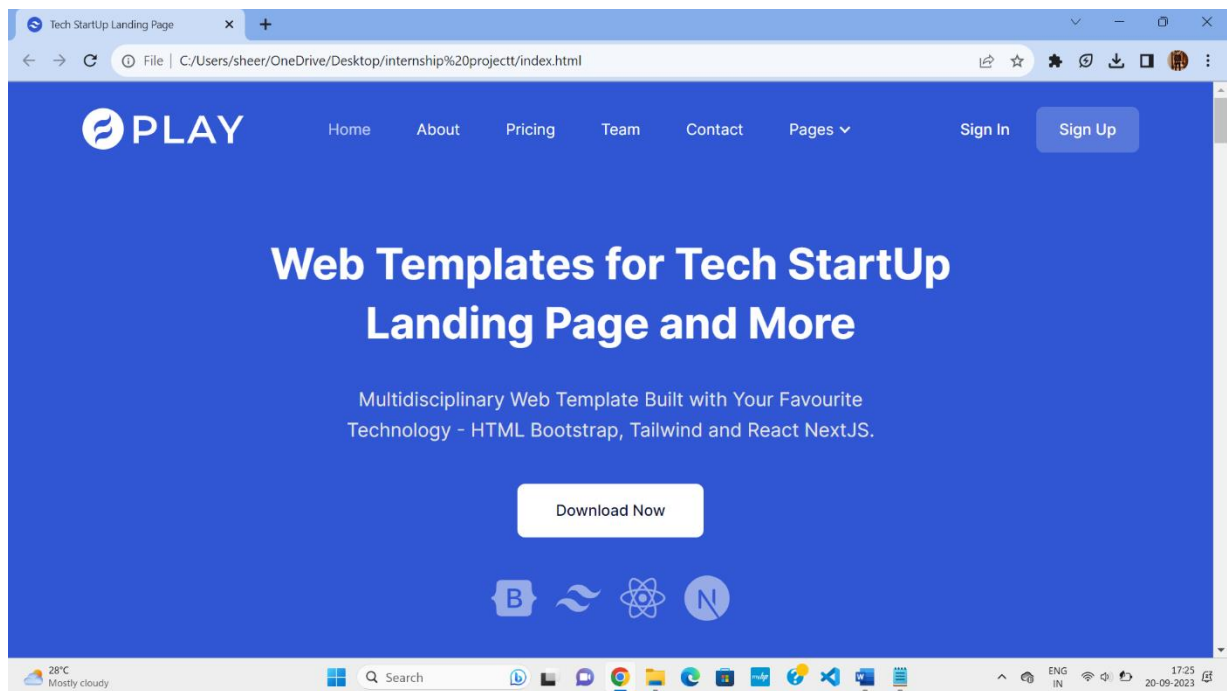 Tech StartUp Landing Page
File | C:/Users/sheer/OneDrive/Desktop/internship%20projectt/index.html
PLAY Home About Pricing Team Contact Pages Sign In Sign Up
Web Templates for Tech StartUp
Landing Page and More
Multidisciplinary Web Template Built with Your Favourite
Technology - HTML Bootstrap, Tailwind and React NextJS.
Download Now
B N
28°C
Mostly cloudy
Search
ENG
IN
17:25
20-09-2023